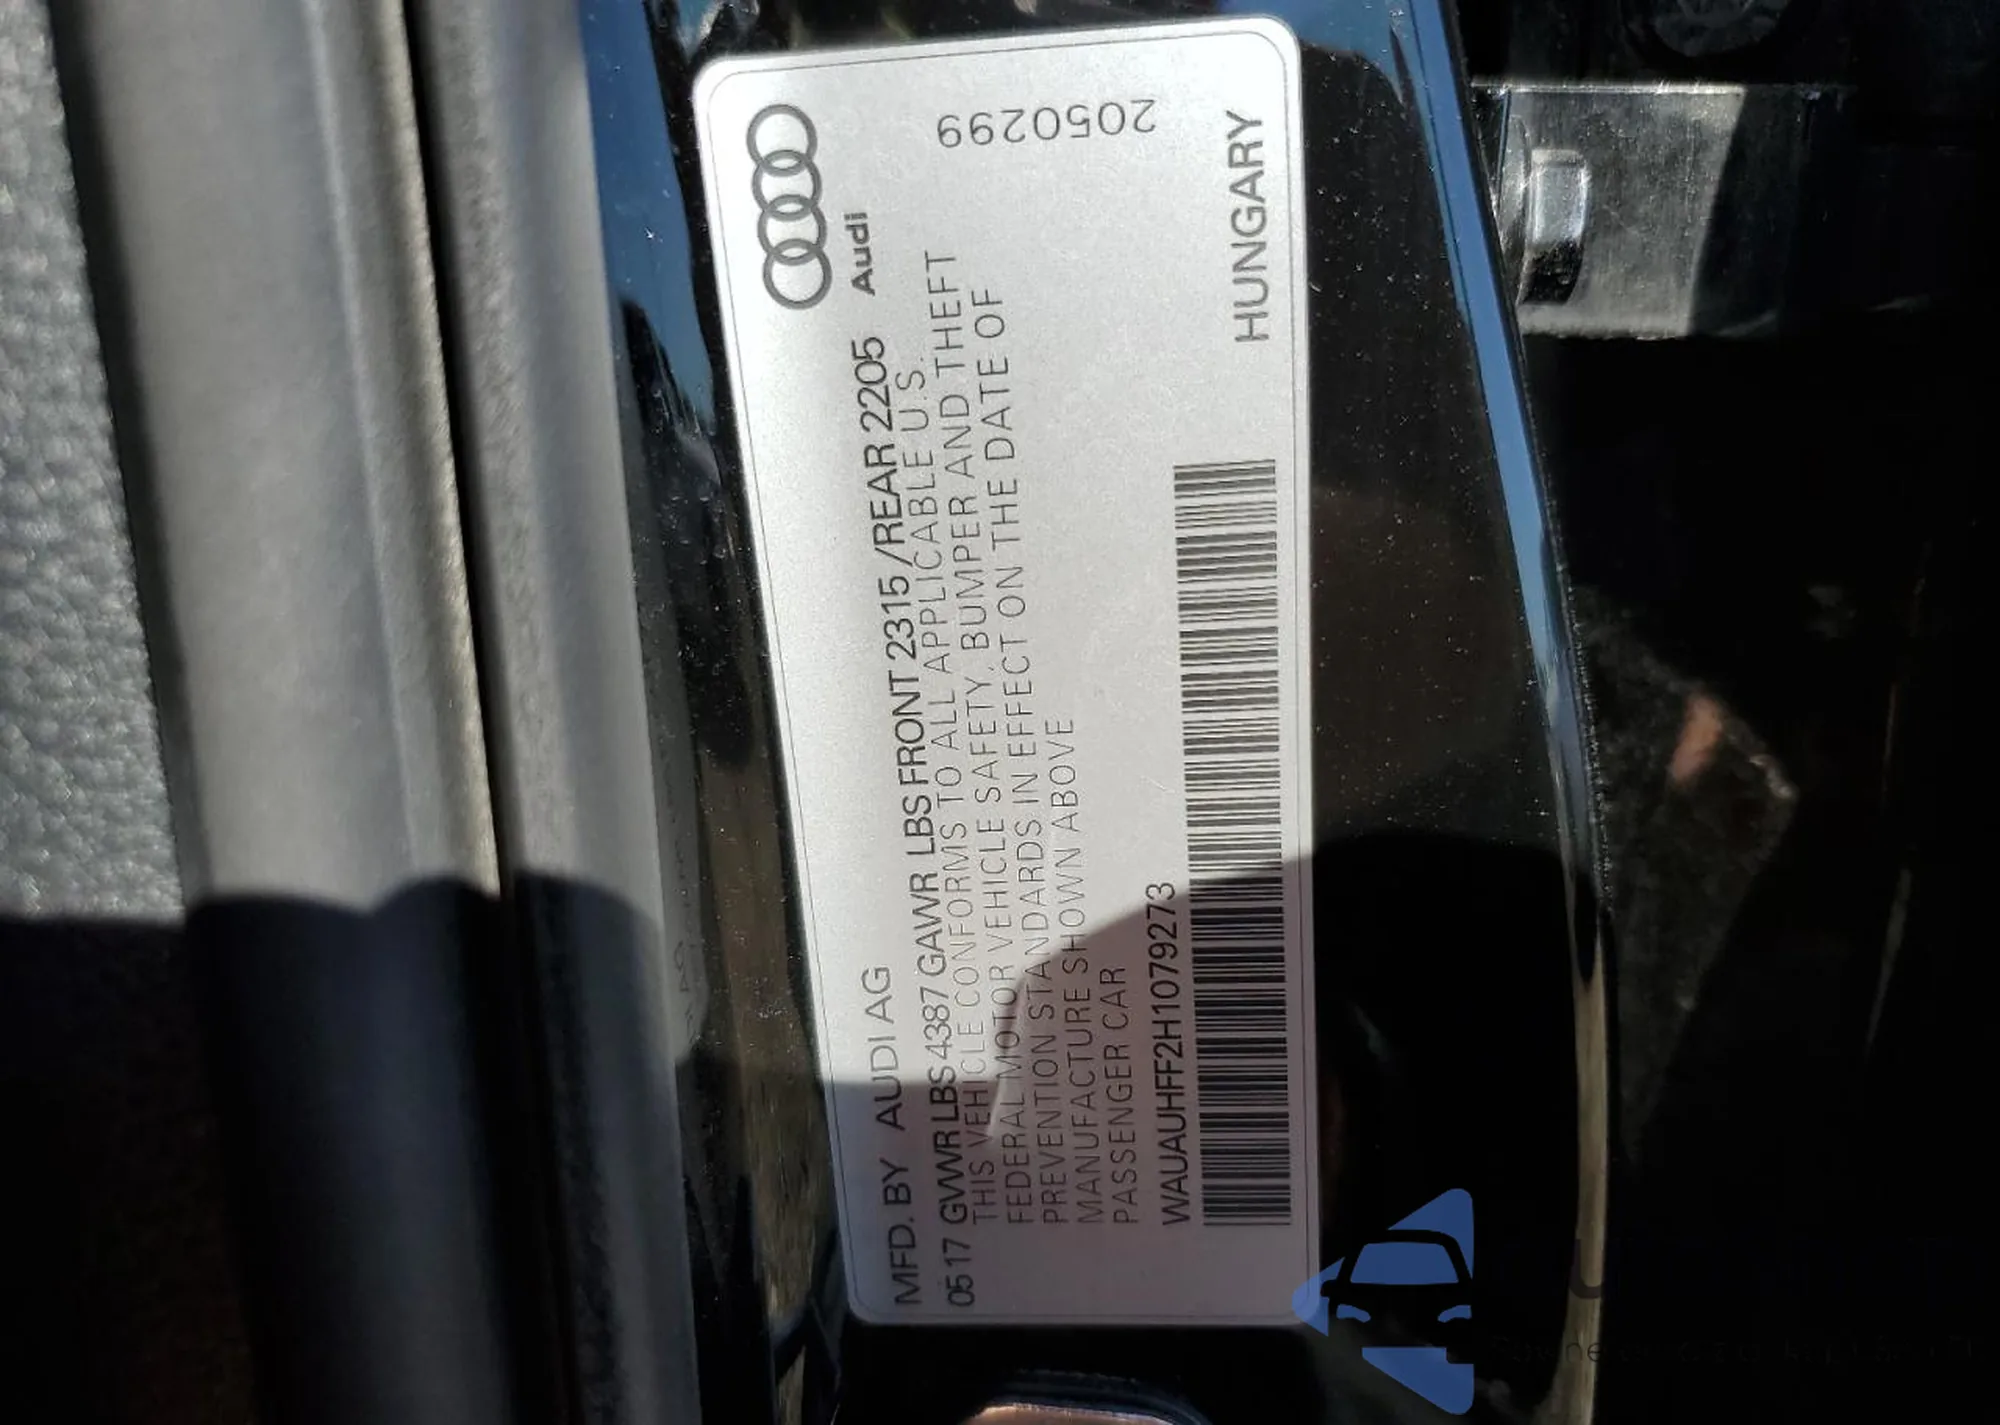 MFD. BY AUDI AG
0517 GVWR LBS 4387 GAWR LBS FRONT 2315 /REAR 2205
Audi
THIS VEHICLE CONFORMS TO ALL APPLICABLE U.S.
FEDERAL MOTOR VEHICLE SAFETY, BUMPER AND THEFT
PREVENTION STANDARDS IN EFFECT ON THE DATE OF
MANUFACTURE SHOWN ABOVE
PASSENGER CAR
2050299
WAUAUHFF2H1079273
HUNGARY